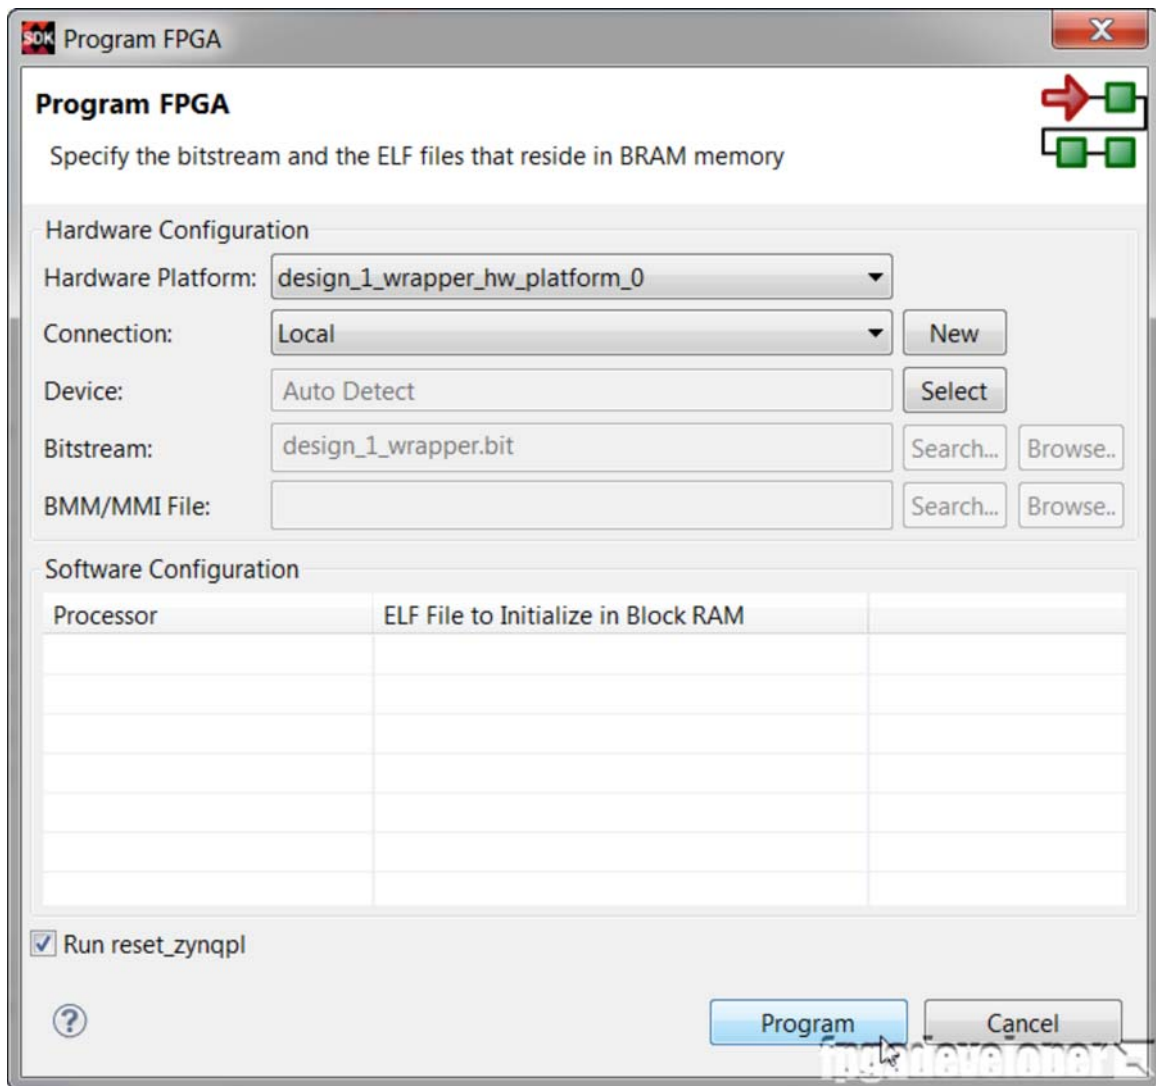 SDK Program FPGA
Program FPGA
Specify the bitstream and the ELF files that reside in BRAM memory
Hardware Configuration
Hardware Platform: design_1_wrapper_hw_platform_0
Connection: Local New
Device: Auto Detect Select
Bitstream: design_1_wrapper.bit Search... Browse..
BMM/MMI File: Search... Browse..
Software Configuration
Processor ELF File to Initialize in Block RAM
Run reset_zynqpl
Program Cancel
fpgadeveloper